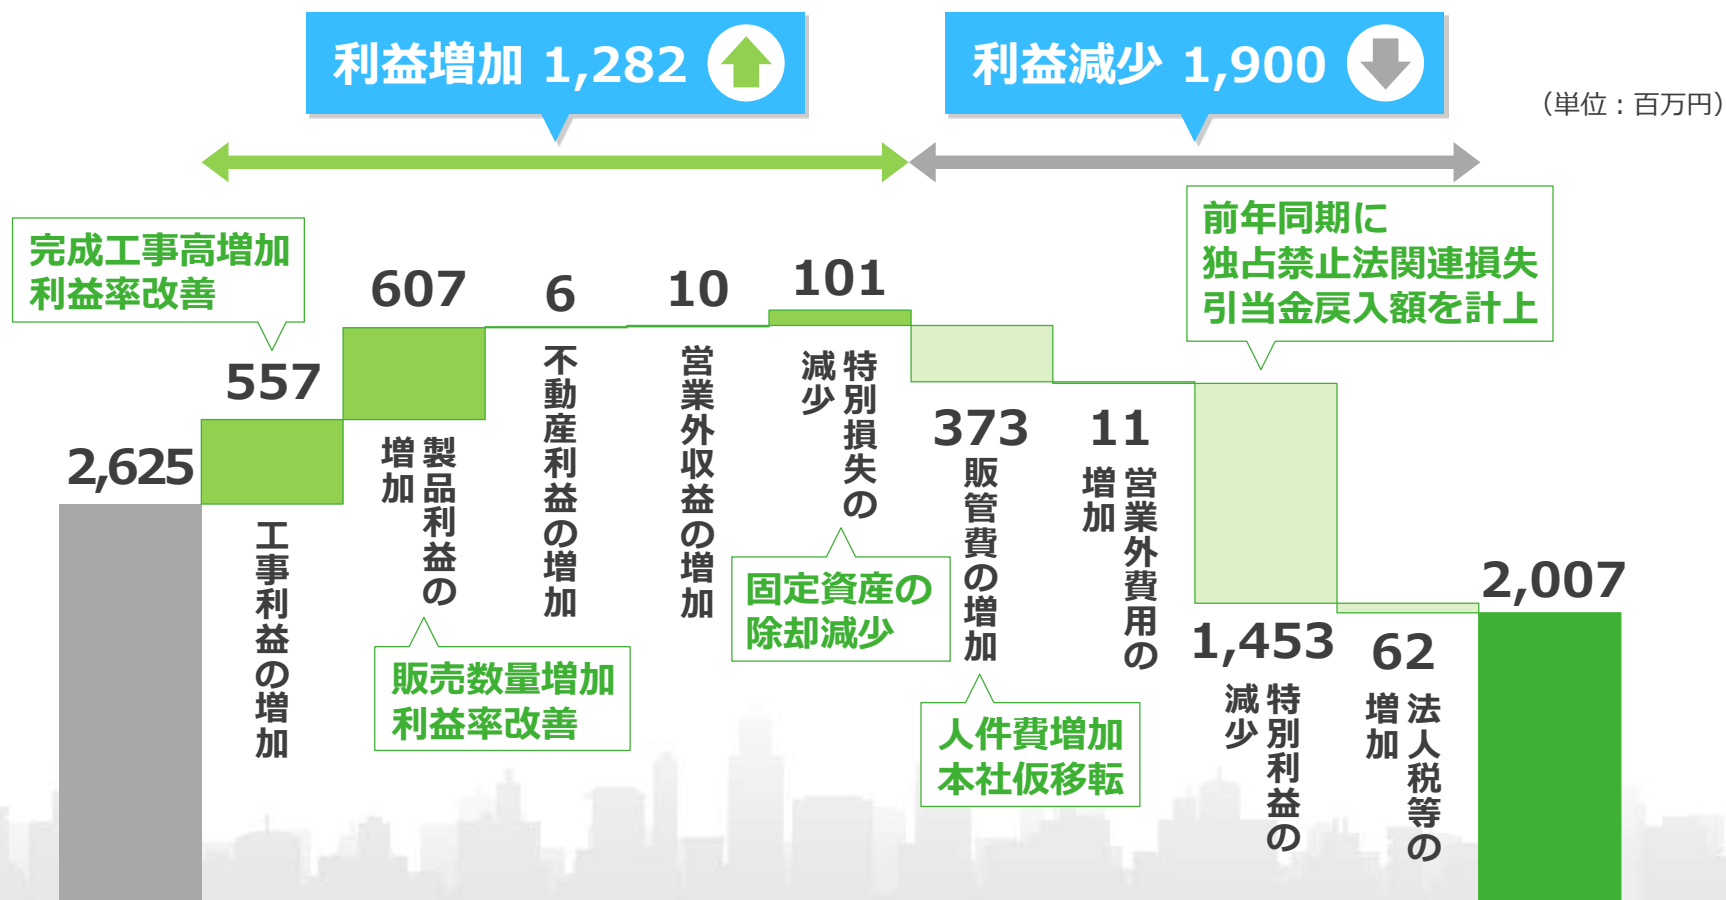 利益増加 1,282
利益減少 1,900
（単位：百万円）
完成工事高増加
利益率改善
前年同期に
独占禁止法関連損失
引当金戻入額を計上
2,625
557
工事利益の増加
607
製品利益の
増加
販売数量増加
利益率改善
6
不動産利益の増加
10
営業外収益の増加
101
特別損失の
減少
固定資産の
除却減少
373
販管費の増加
人件費増加
本社仮移転
11
営業外費用の
増加
1,453
特別利益の
減少
62
法人税等の
増加
2,007